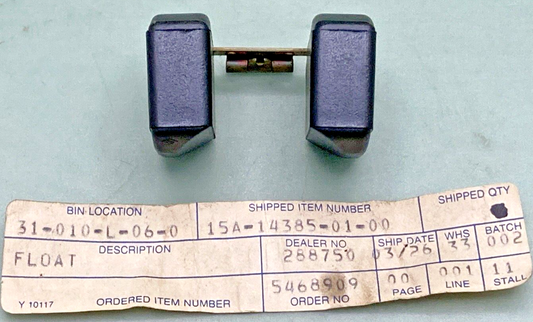 BIN LOCATION SHIPPED ITEM NUMBER SHIPPED QTY
31-010-L-06-0 15A-14385-01-00
DESCRIPTION DEALER NO SHIP DATE WHS BATCH
FLOAT 288750 03/26 33 002
5468909 00 001 11
Y 10117 ORDERED ITEM NUMBER ORDER NO PAGE LINE STALL